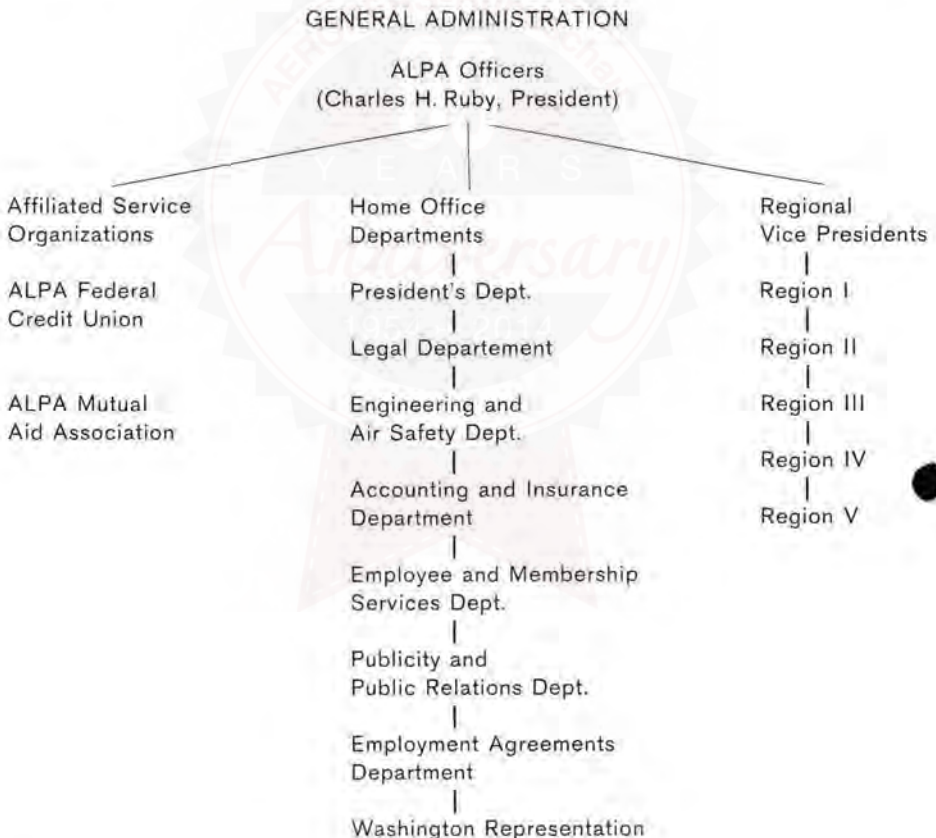 GENERAL ADMINISTRATION
ALPA Officers
(Charles H. Ruby, President)
Affiliated Service
Organizations
ALPA Federal
Credit Union
ALPA Mutual
Aid Association
Home Office
Departments
President's Dept.
Legal Departement
Engineering and
Air Safety Dept.
Accounting and Insurance
Department
Employee and Membership
Services Dept.
Publicity and
Public Relations Dept.
Employment Agreements
Department
Washington Representation
Regional
Vice Presidents
Region I
Region II
Region III
Region IV
Region V
YEARS
Anniversary